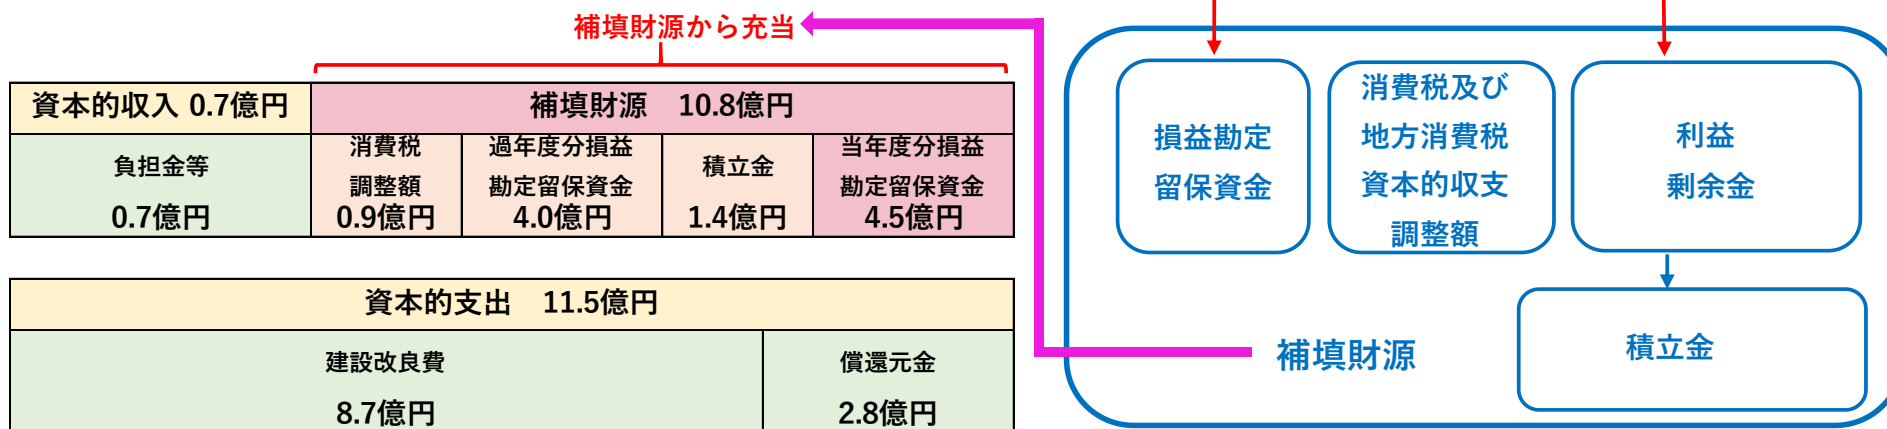 補填財源から充当
資本的収入 0.7億円
補填財源　10.8億円
負担金等
0.7億円
消費税
調整額
0.9億円
過年度分損益
勘定留保資金
4.0億円
積立金
1.4億円
当年度分損益
勘定留保資金
4.5億円
資本的支出　11.5億円
建設改良費
8.7億円
償還元金
2.8億円
損益勘定
留保資金
消費税及び
地方消費税
資本的収支
調整額
利益
剰余金
補填財源
積立金